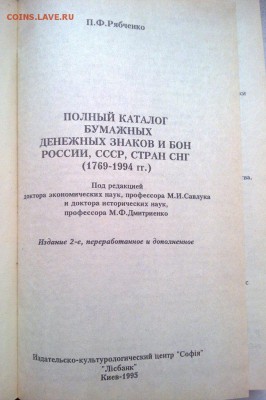 COINS.LAVE.RU
П.Ф.Рябченко
ПОЛНЫЙ КАТАЛОГ
БУМАЖНЫХ
ДЕНЕЖНЫХ ЗНАКОВ И БОН
РОССИИ, СССР, СТРАН СНГ
(1769-1994 гг.)
Под редакцией
доктора экономических наук, профессора М.И.Савлука
и доктора исторических наук,
профессора М.Ф.Дмитриенко
Издание 2-е, переработанное и дополненное
Издательско-культурологический центр "Софія"
"Лісбанк"
Киев-1995